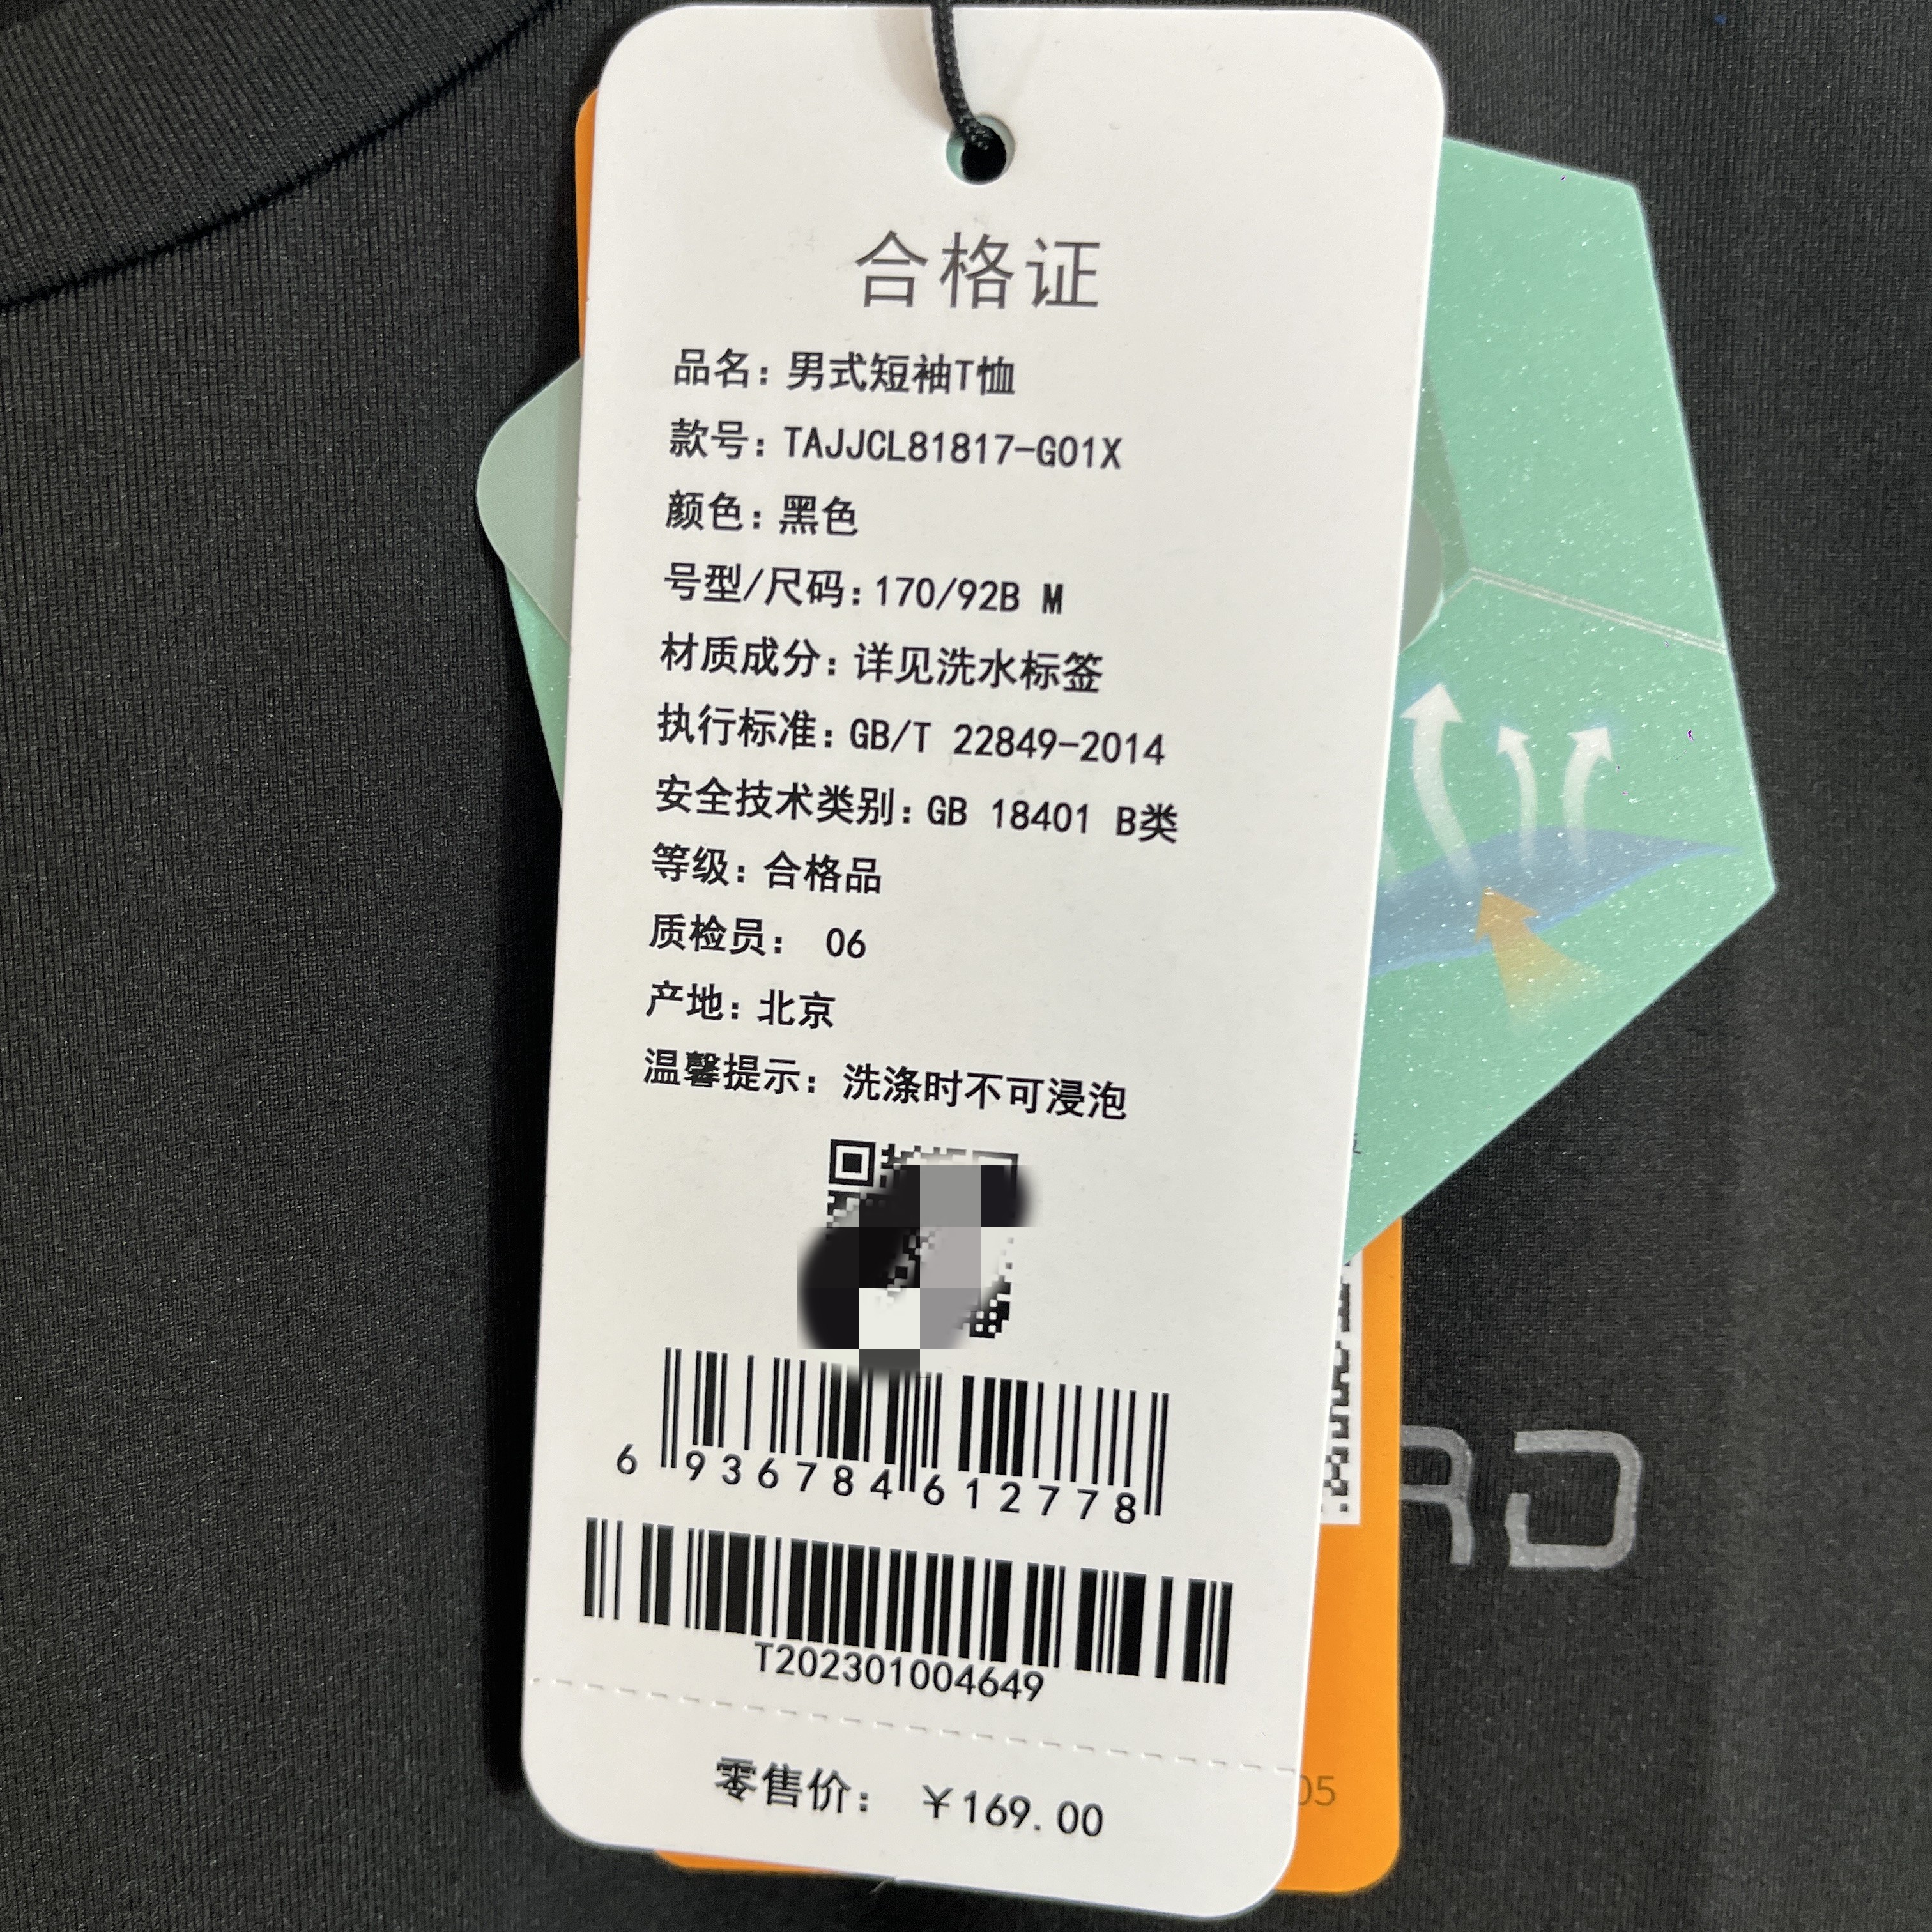 合格证
品名：男式短袖T恤
款号：TAJJCL81817-G01X
颜色：黑色
号型/尺码：170/92B M
材质成分：详见洗水标签
执行标准：GB/T 22849-2014
安全技术类别：GB 18401 B类
等级：合格品
质检员： 06
产地：北京
温馨提示：洗涤时不可浸泡
6 936784 612778
T202301004649
零售价： ￥169.00
05
RD